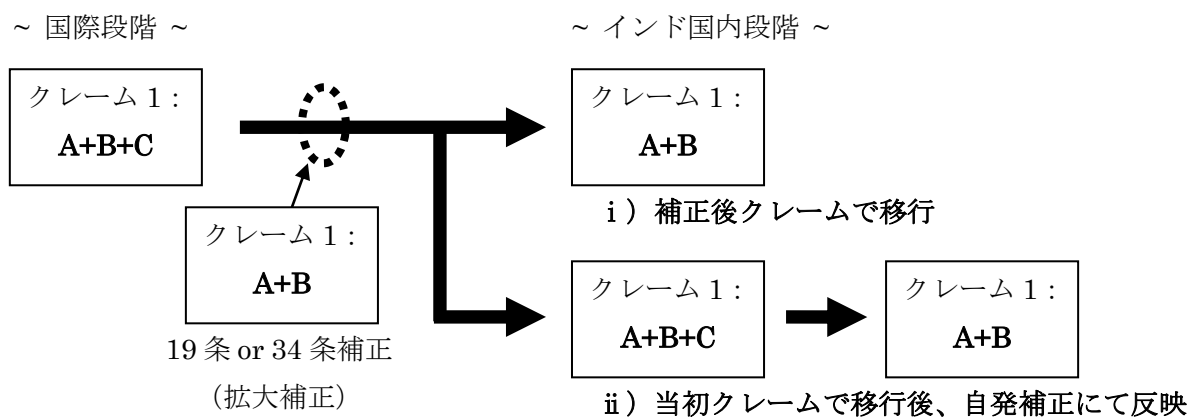 ~ 国際段階 ~
~ インド国内段階 ~
クレーム 1：
A+B+C
クレーム 1：
A+B
ⅰ）補正後クレームで移行
クレーム 1：
A+B
19 条 or 34 条補正
（拡大補正）
クレーム 1：
A+B+C
クレーム 1：
A+B
ⅱ）当初クレームで移行後、自発補正にて反映